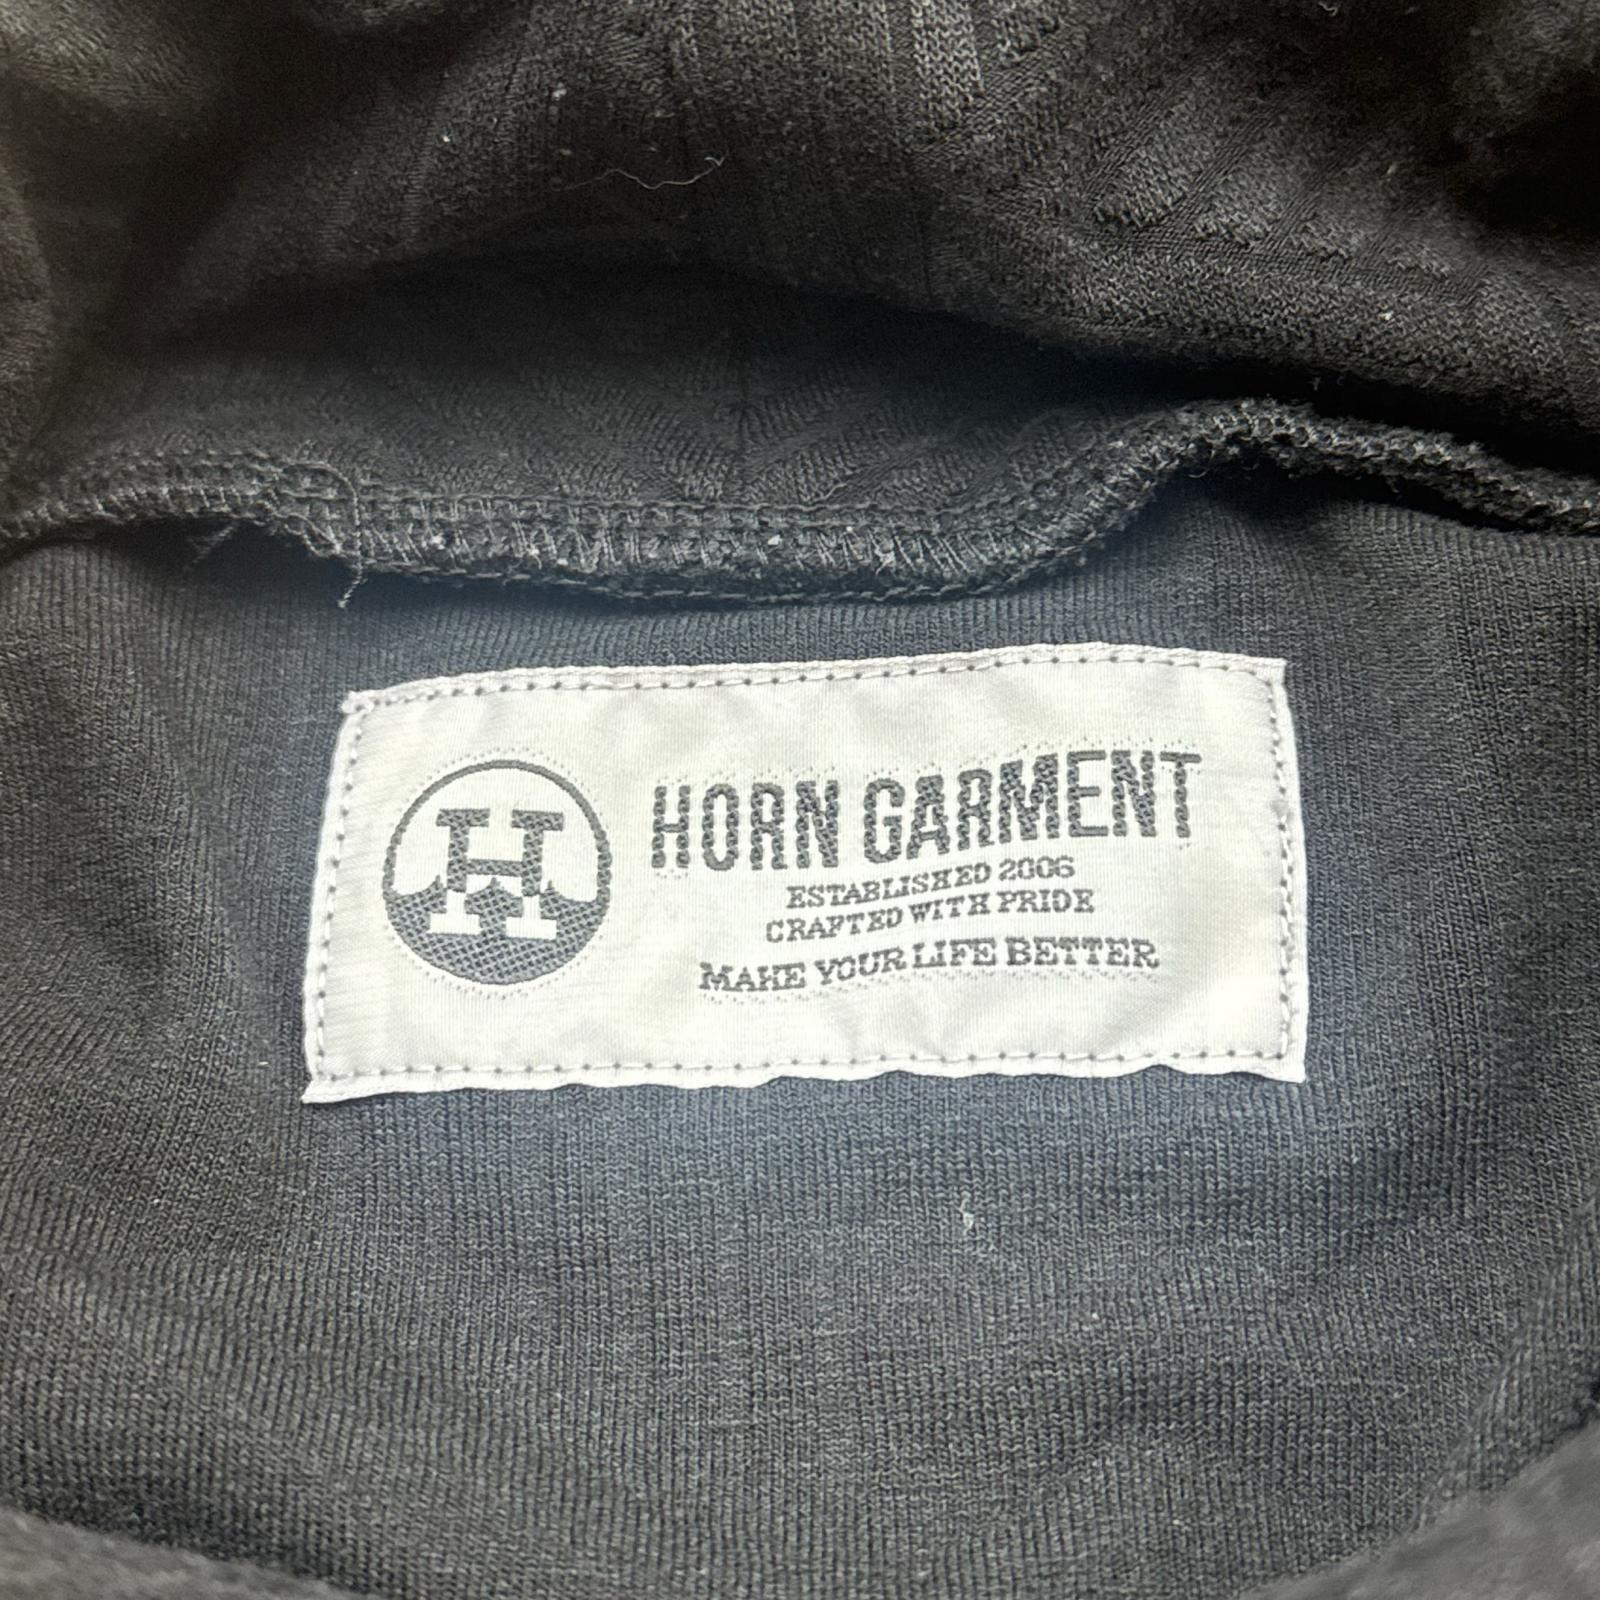 H
HORN GARMENT
ESTABLISHED 2006
CRAFTED WITH PRIDE
MAKE YOUR LIFE BETTER